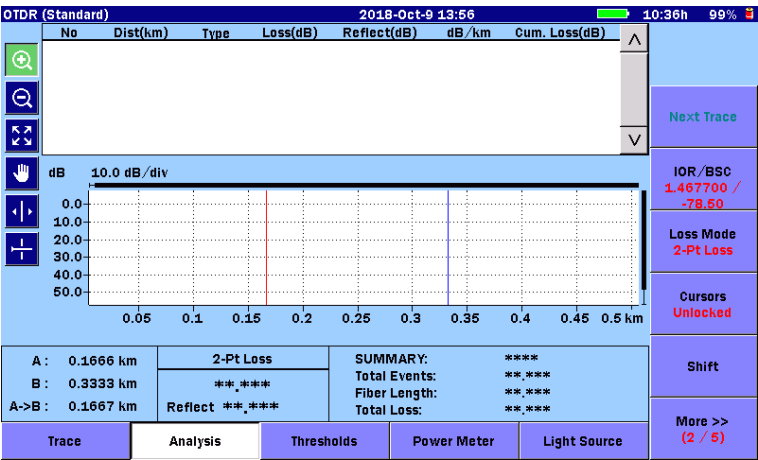 OTDR (Standard) 2018-Oct-9 13:56 10:36h 99%
No Dist(km) Type Loss(dB) Reflect(dB) dB/km Cum. Loss(dB)
Next Trace
dB 10.0 dB/div
IOR/BSC
1.467700 /
-78.50
0.0
10.0
20.0
30.0
40.0
50.0
Loss Mode
2-Pt Loss
Cursors
Unlocked
0.05 0.1 0.15 0.2 0.25 0.3 0.35 0.4 0.45 0.5 km
A: 0.1666 km
B: 0.3333 km
A->B: 0.1667 km
2-Pt Loss
**.***
Reflect **.***
SUMMARY: ****
Total Events: **.***
Fiber Length: **.***
Total Loss: **.***
Shift
More >>
(2 / 5)
Trace Analysis Thresholds Power Meter Light Source